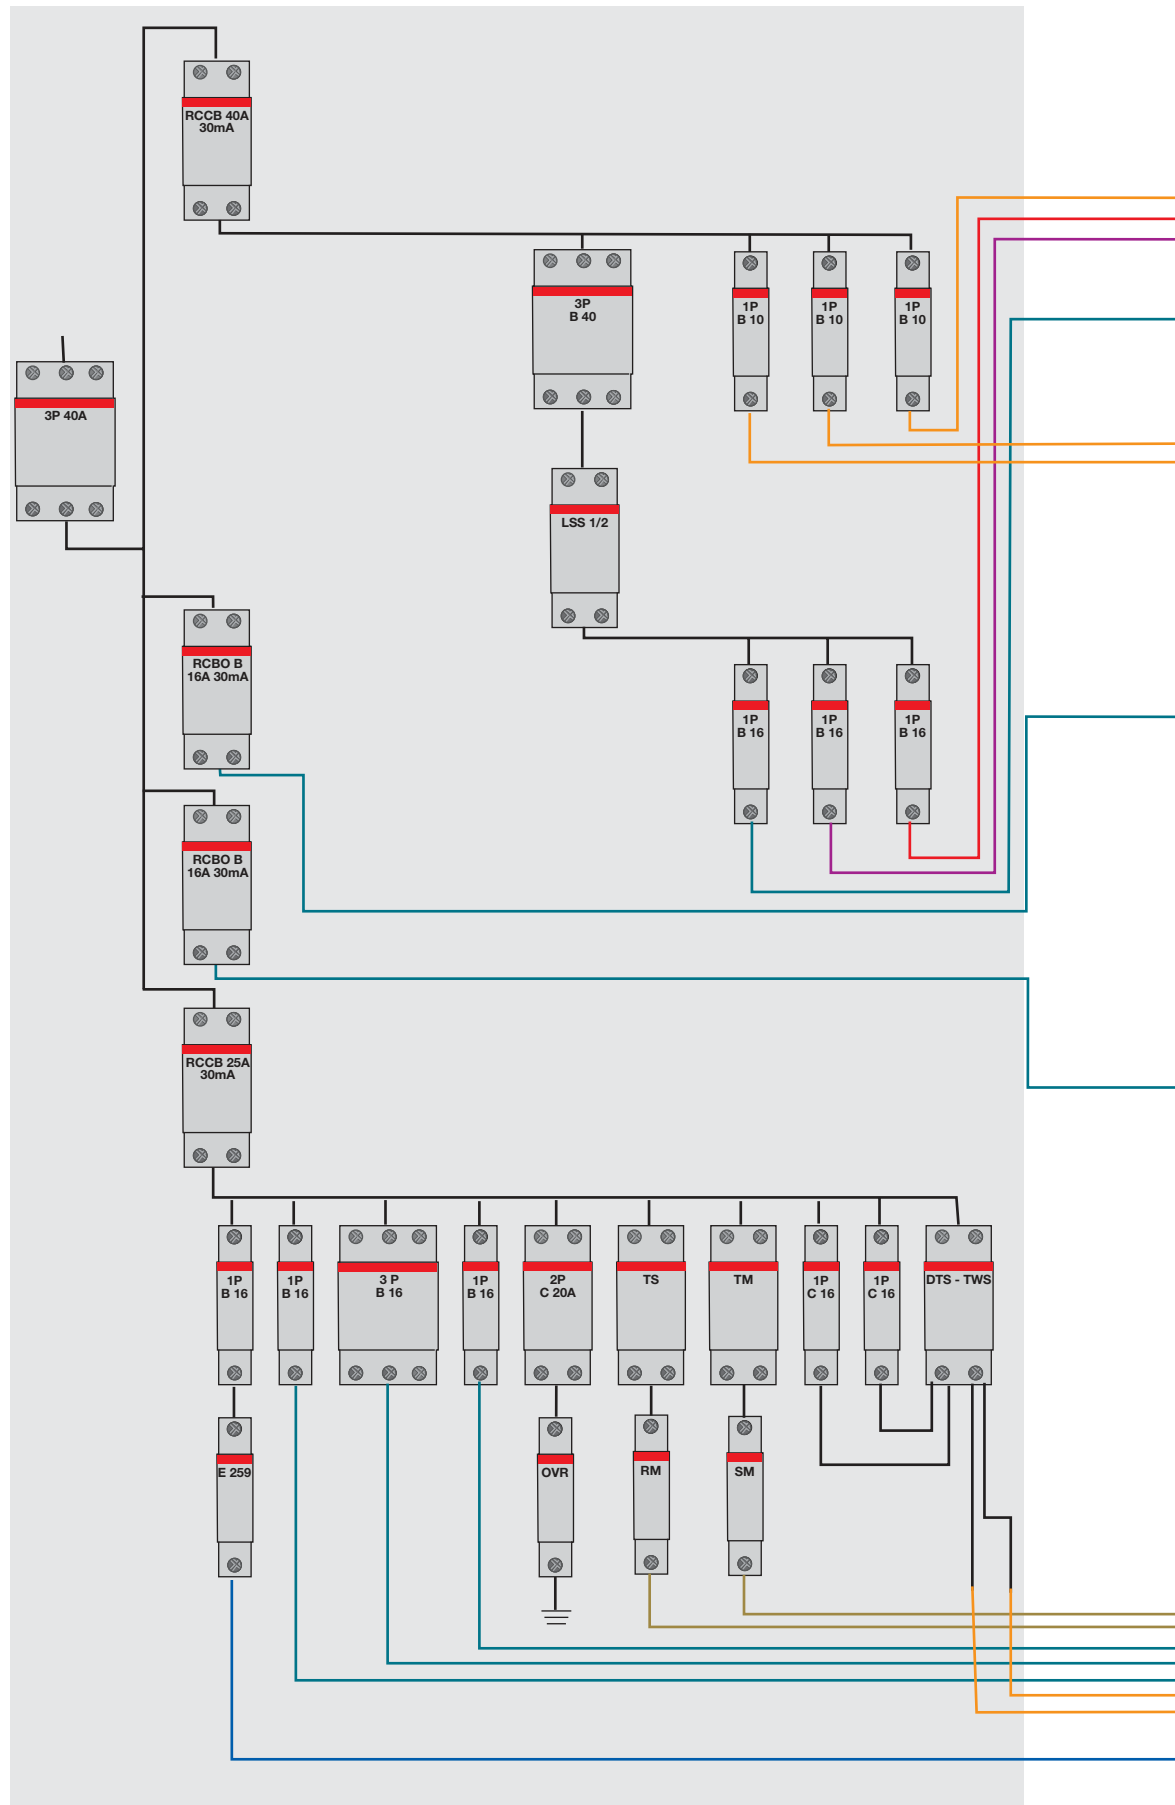 RCCB 40A
30mA
3P
B 40
1P
B 10
1P
B 10
1P
B 10
3P 40A
LSS 1/2
RCBO B
16A 30mA
1P
B 16
1P
B 16
1P
B 16
RCBO B
16A 30mA
RCCB 25A
30mA
1P
B 16
1P
B 16
3 P
B 16
1P
B 16
2P
C 20A
TS
TM
1P
C 16
1P
C 16
DTS - TWS
E 259
OVR
RM
SM